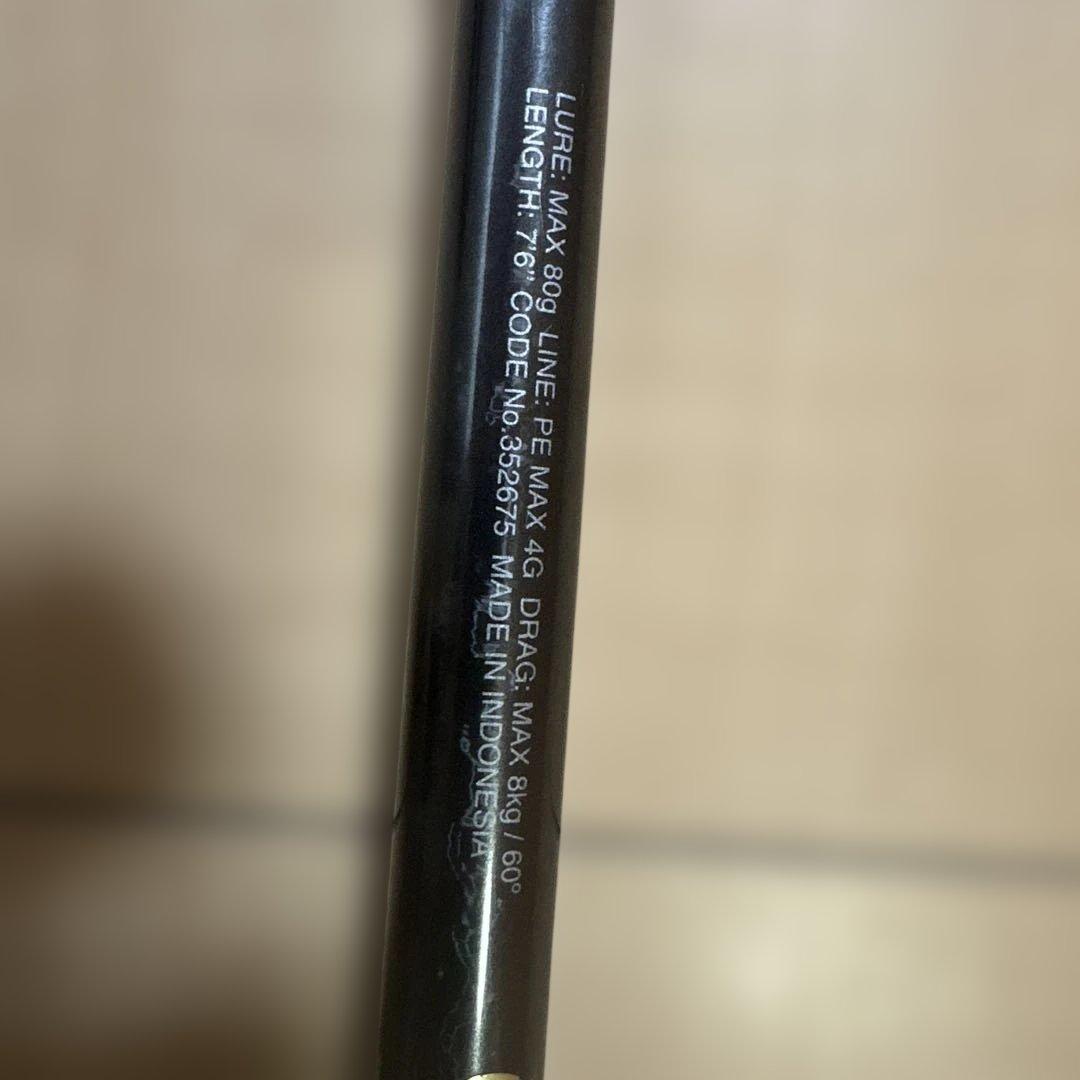 LURE: MAX 80g LINE: PE MAX 4G DRAG: MAX 8kg / 60°
LENGTH: 7'6" CODE No.352675 MADE IN INDONESIA